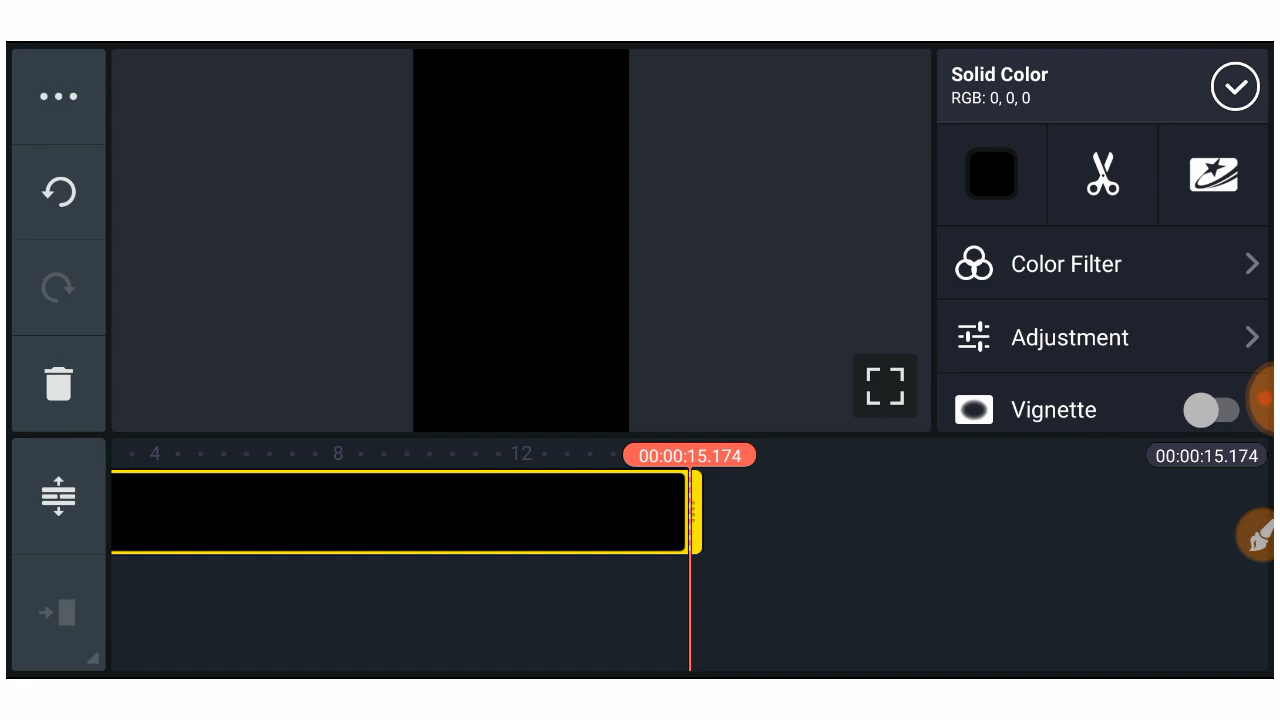 Solid Color
RGB: 0, 0, 0
Color Filter
Adjustment
Vignette
4 8 12 00:00:15.174 00:00:15.174